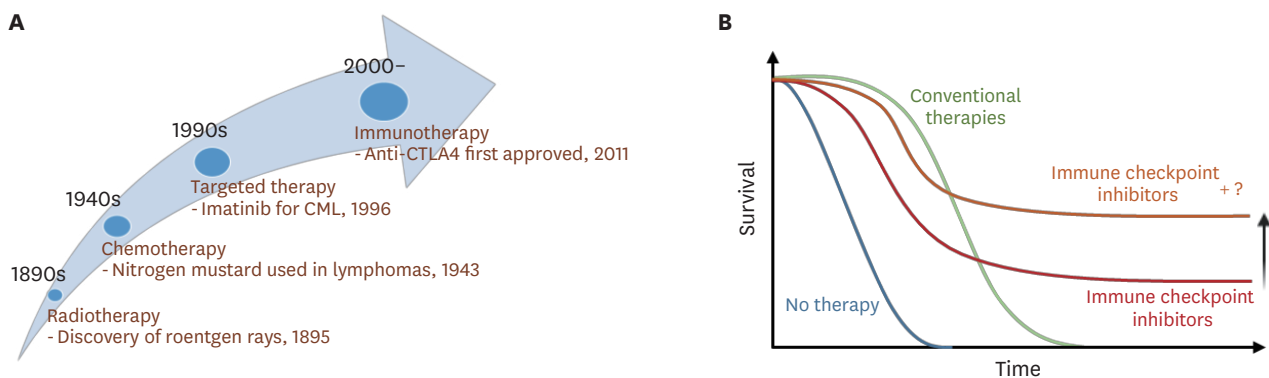 A
2000–
Immunotherapy
- Anti-CTLA4 first approved, 2011
1990s
Targeted therapy
- Imatinib for CML, 1996
1940s
Chemotherapy
- Nitrogen mustard used in lymphomas, 1943
1890s
Radiotherapy
- Discovery of roentgen rays, 1895
B
Survival
Conventional
therapies
Immune checkpoint
inhibitors + ?
No therapy
Immune checkpoint
inhibitors
Time